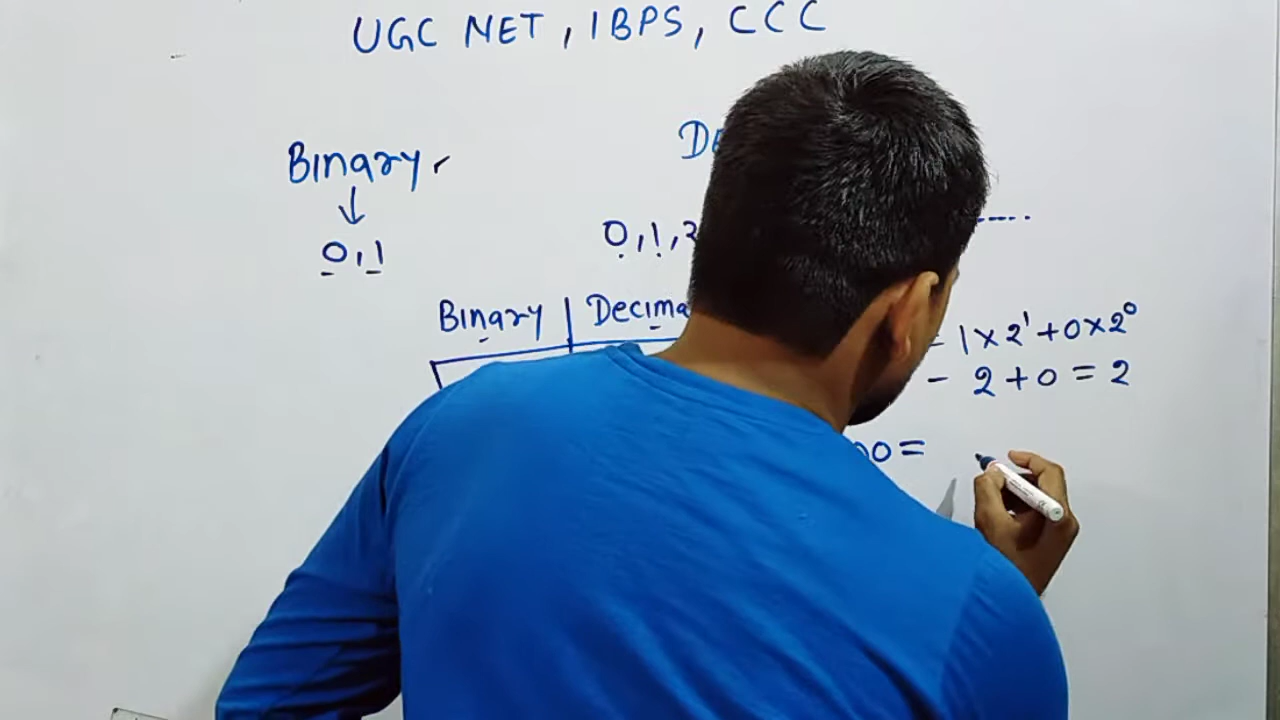 UGC NET, IBPS, CCC
Binary
↓
0,1
0,1,2 ....
Binary | Decima
= 1×2¹+0×2⁰
- 2+0=2
00=